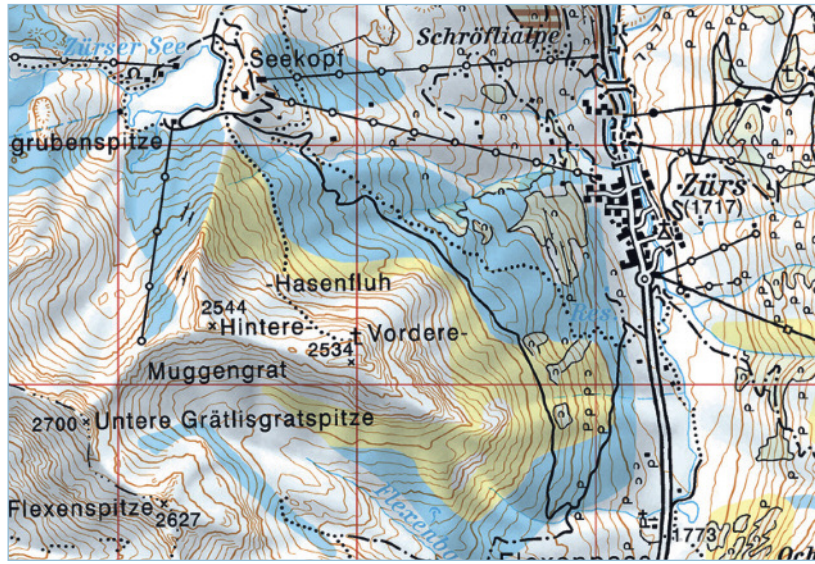 Zürser See
Seekopf
Schröflialpe
grubenspitze
Zürs
(1717)
-Hasenfluh
Res.
2544
Hintere-
Vordere-
2534
Muggengrat
2700
Untere Grätlisgratspitze
Flexenspitze
2627
1773